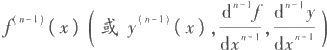 f^{(n-1)}(x) ( 或 y^{(n-1)}(x), \frac{d^{n-1}f}{dx^{n-1}}, \frac{d^{n-1}y}{dx^{n-1}} )